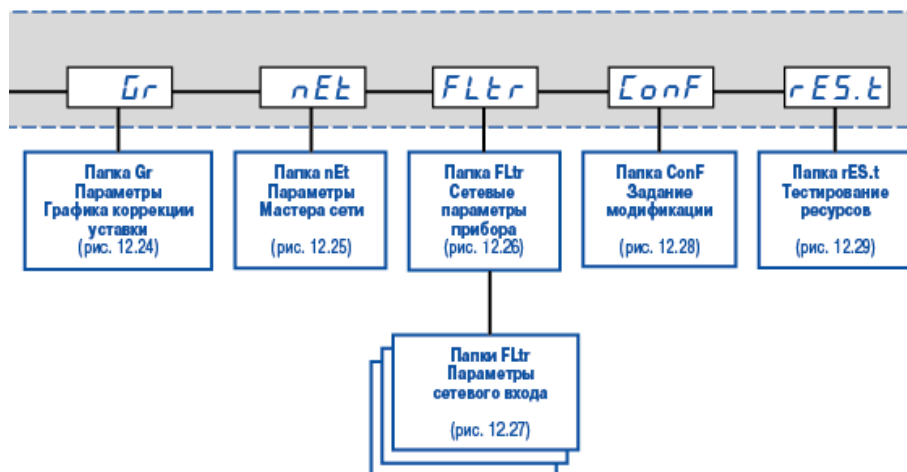 Gr
nEt
FLtr
ConF
rES.t
Папка Gr
Параметры
Графика коррекции
уставки
(рис. 12.24)
Папка nEt
Параметры
Мастера сети
(рис. 12.25)
Папка FLtr
Сетевые
параметры
прибора
(рис. 12.26)
Папка ConF
Задание
модификации
(рис. 12.28)
Папка rES.t
Тестирование
ресурсов
(рис. 12.29)
Папки FLtr
Параметры
сетевого входа
(рис. 12.27)